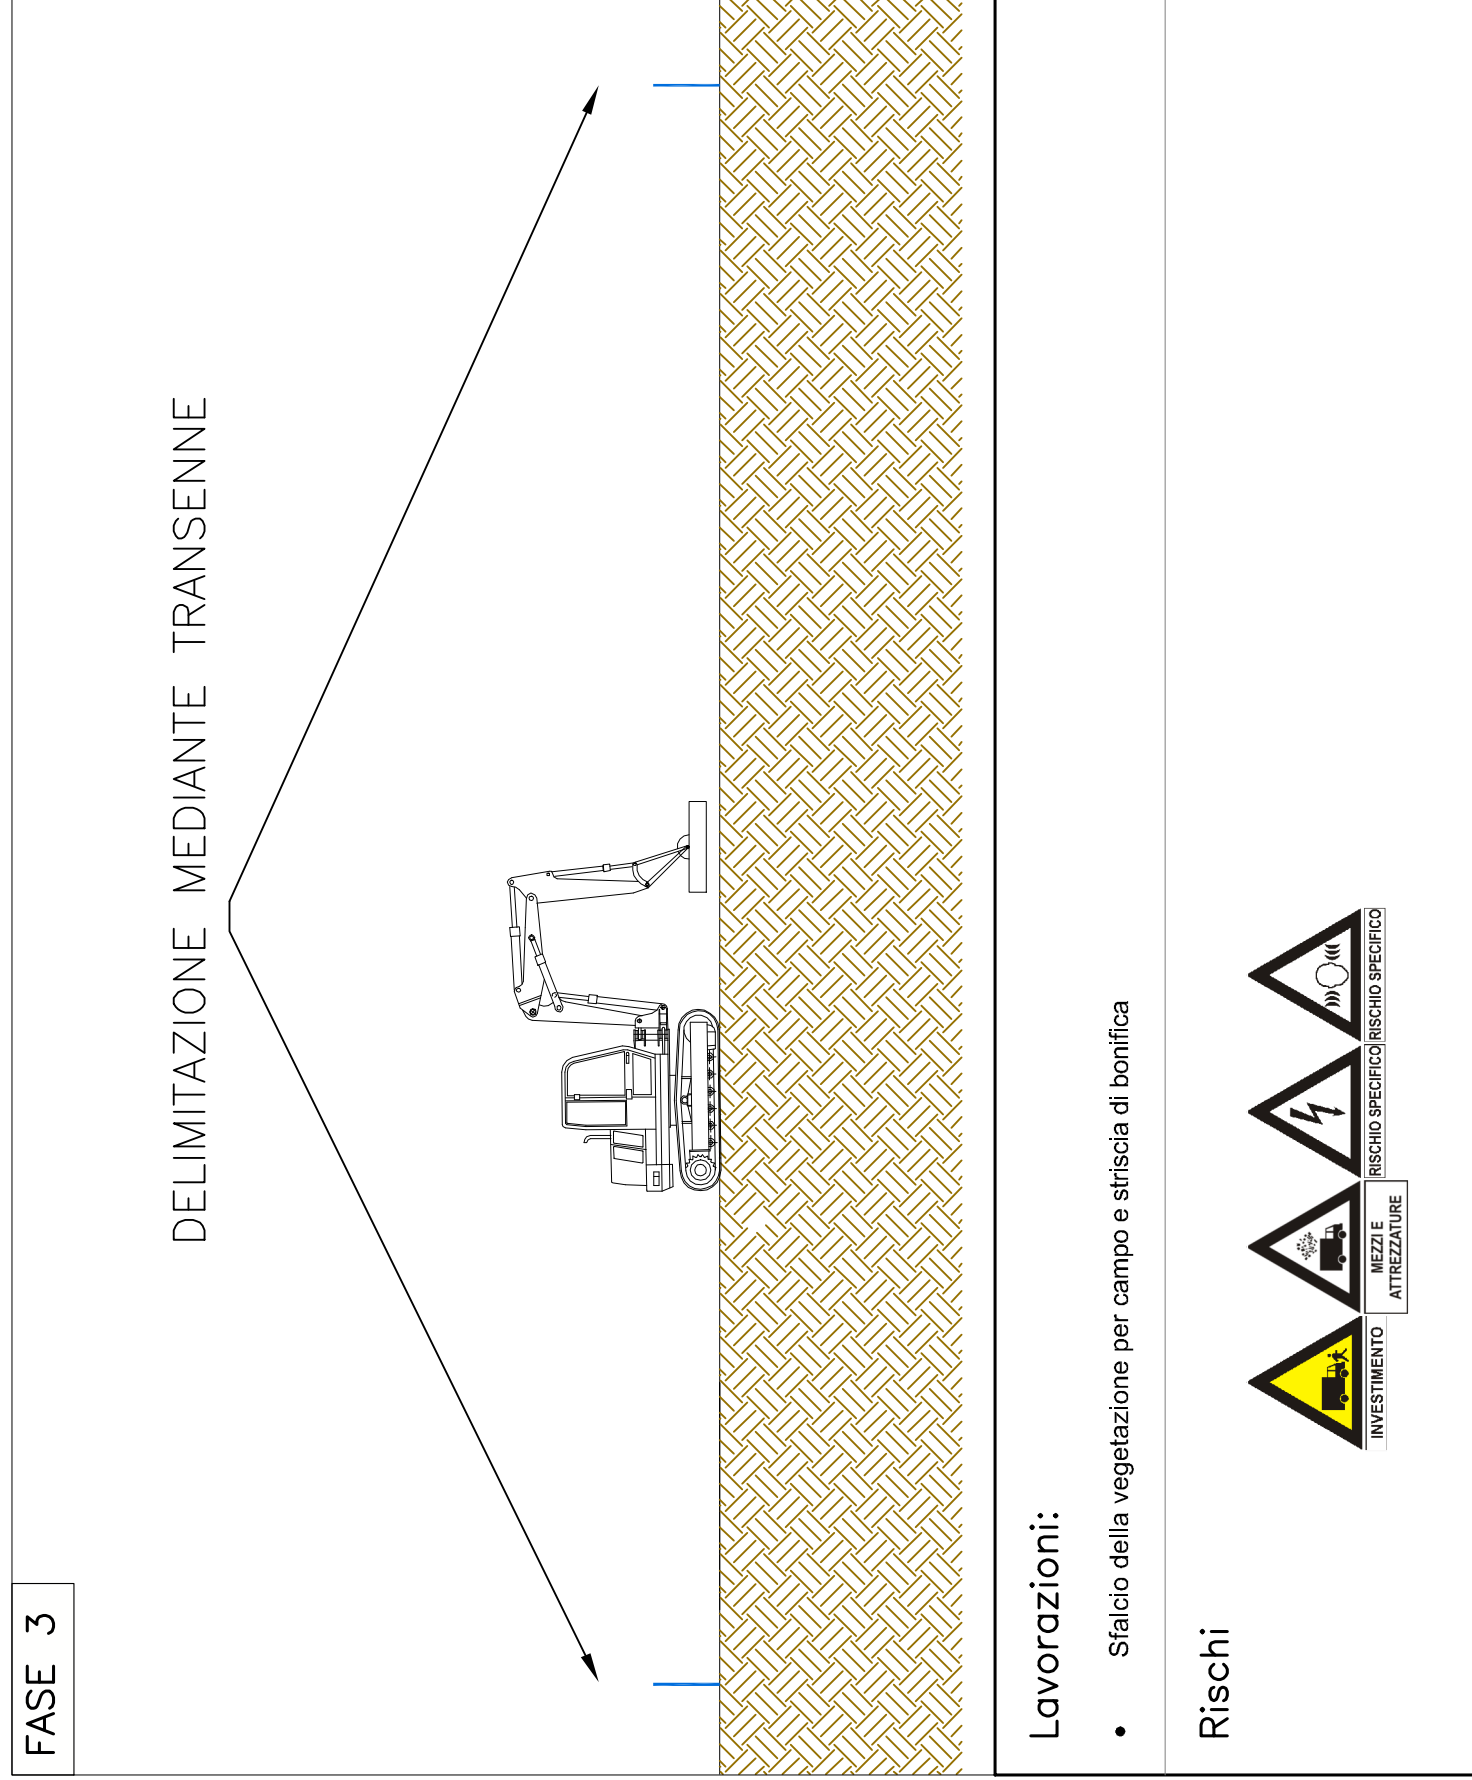 FASE 3
DELIMITAZIONE MEDIANTE TRANSENNE
Lavorazioni:
• Sfalcio della vegetazione per campo e striscia di bonifica
Rischi
INVESTIMENTO
MEZZI E
ATTREZZATURE
RISCHIO SPECIFICO
RISCHIO SPECIFICO